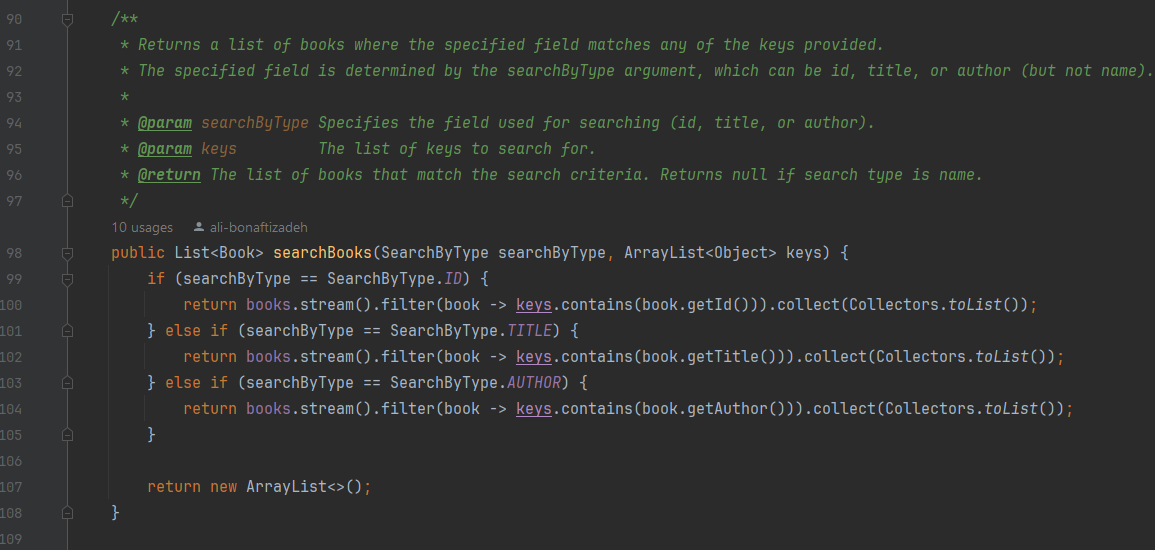 90 /**
91 * Returns a list of books where the specified field matches any of the keys provided.
92 * The specified field is determined by the searchByType argument, which can be id, title, or author (but not name).
93 *
94 * @param searchByType Specifies the field used for searching (id, title, or author).
95 * @param keys         The list of keys to search for.
96 * @return The list of books that match the search criteria. Returns null if search type is name.
97 */
10 usages ali-bonaftizadeh
98 public List<Book> searchBooks(SearchByType searchByType, ArrayList<Object> keys) {
99     if (searchByType == SearchByType.ID) {
100         return books.stream().filter(book -> keys.contains(book.getId())).collect(Collectors.toList());
101     } else if (searchByType == SearchByType.TITLE) {
102         return books.stream().filter(book -> keys.contains(book.getTitle())).collect(Collectors.toList());
103     } else if (searchByType == SearchByType.AUTHOR) {
104         return books.stream().filter(book -> keys.contains(book.getAuthor())).collect(Collectors.toList());
105     }
106
107     return new ArrayList<>();
108 }
109